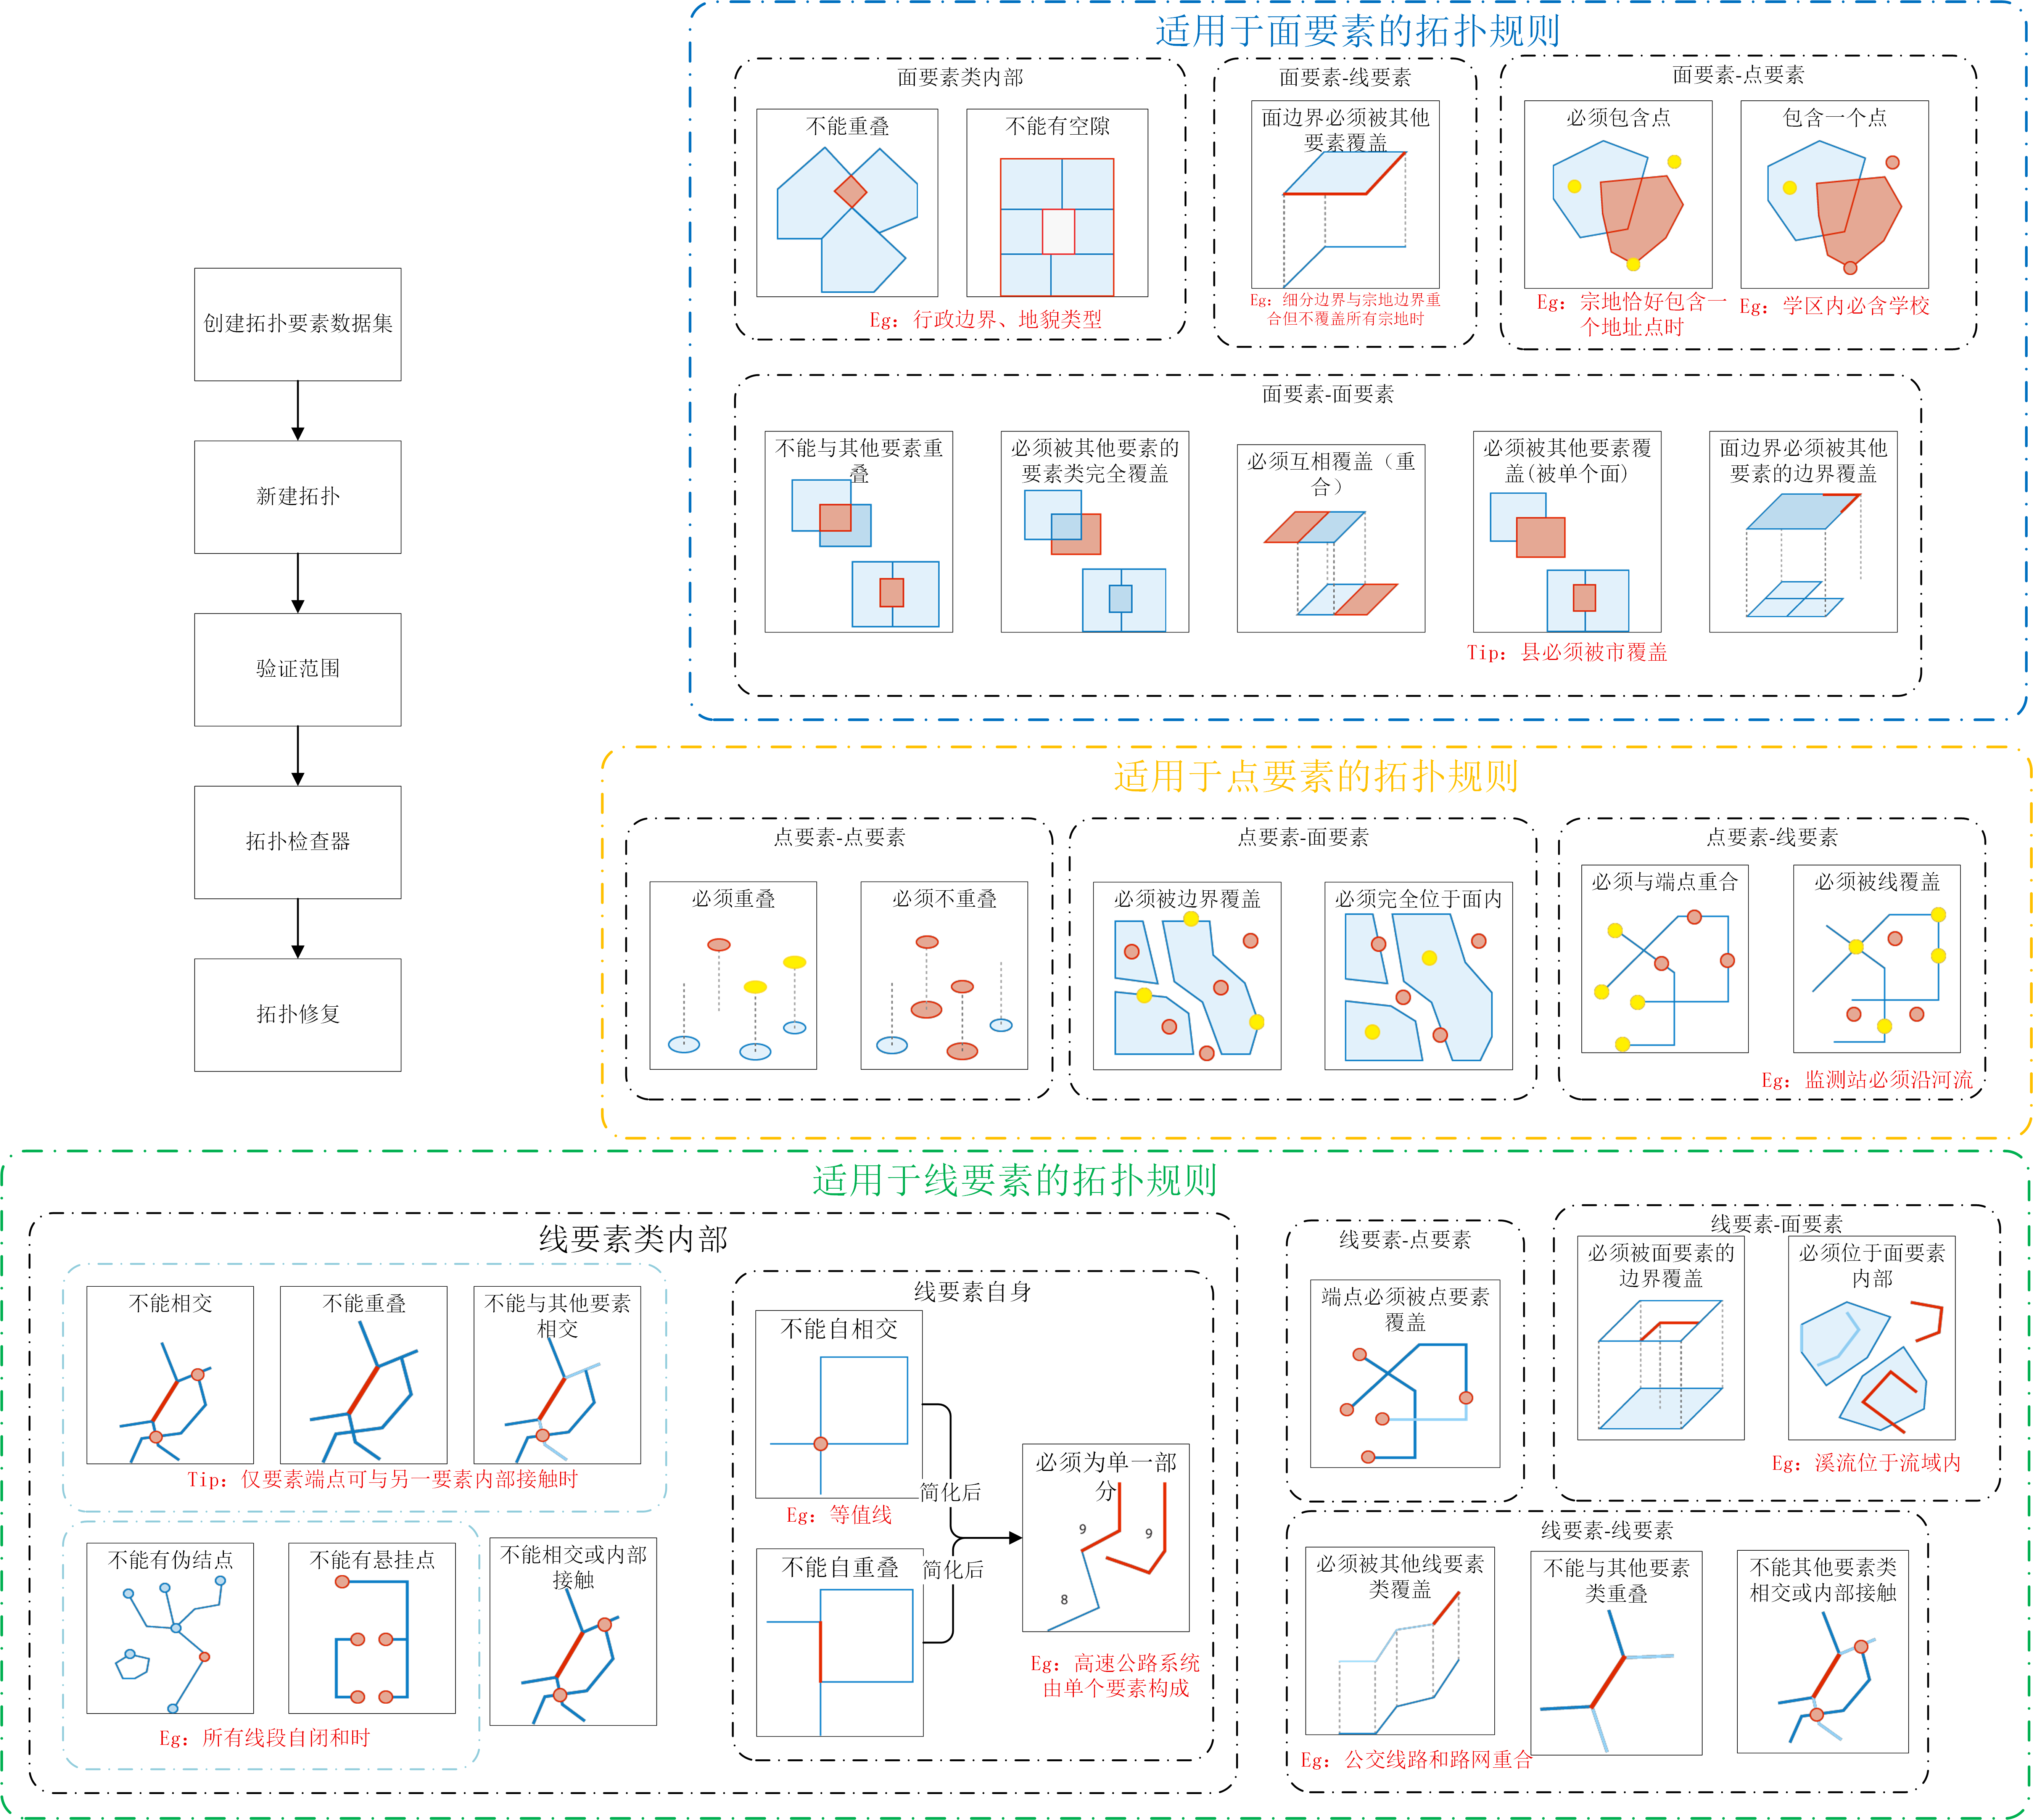 创建拓扑要素数据集
新建拓扑
验证范围
拓扑检查器
拓扑修复
适用于面要素的拓扑规则
面要素类内部
不能重叠
不能有空隙
Eg：行政边界、地貌类型
面要素-线要素
面边界必须被其他
要素覆盖
Eg：细分边界与宗地边界重
合但不覆盖所有宗地时
面要素-点要素
必须包含点
包含一个点
Eg：宗地恰好包含一
个地址点时
Eg：学区内必含学校
面要素-面要素
不能与其他要素重
叠
必须被其他要素的
要素类完全覆盖
必须互相覆盖（重
合）
必须被其他要素覆
盖(被单个面)
面边界必须被其他
要素的边界覆盖
Tip：县必须被市覆盖
适用于点要素的拓扑规则
点要素-点要素
必须重叠
必须不重叠
点要素-面要素
必须被边界覆盖
必须完全位于面内
点要素-线要素
必须与端点重合
必须被线覆盖
Eg：监测站必须沿河流
适用于线要素的拓扑规则
线要素类内部
不能相交
不能重叠
不能与其他要素
相交
Tip：仅要素端点可与另一要素内部接触时
不能有伪结点
不能有悬挂点
Eg：所有线段自闭和时
不能相交或内部
接触
线要素自身
不能自相交
Eg：等值线
不能自重叠
简化后
简化后
必须为单一部
分
9
9
8
Eg：高速公路系统
由单个要素构成
线要素-点要素
端点必须被点要素
覆盖
线要素-面要素
必须被面要素的
边界覆盖
必须位于面要素
内部
Eg：溪流位于流域内
线要素-线要素
必须被其他线要素
类覆盖
不能与其他要素
类重叠
不能其他要素类
相交或内部接触
Eg：公交线路和路网重合